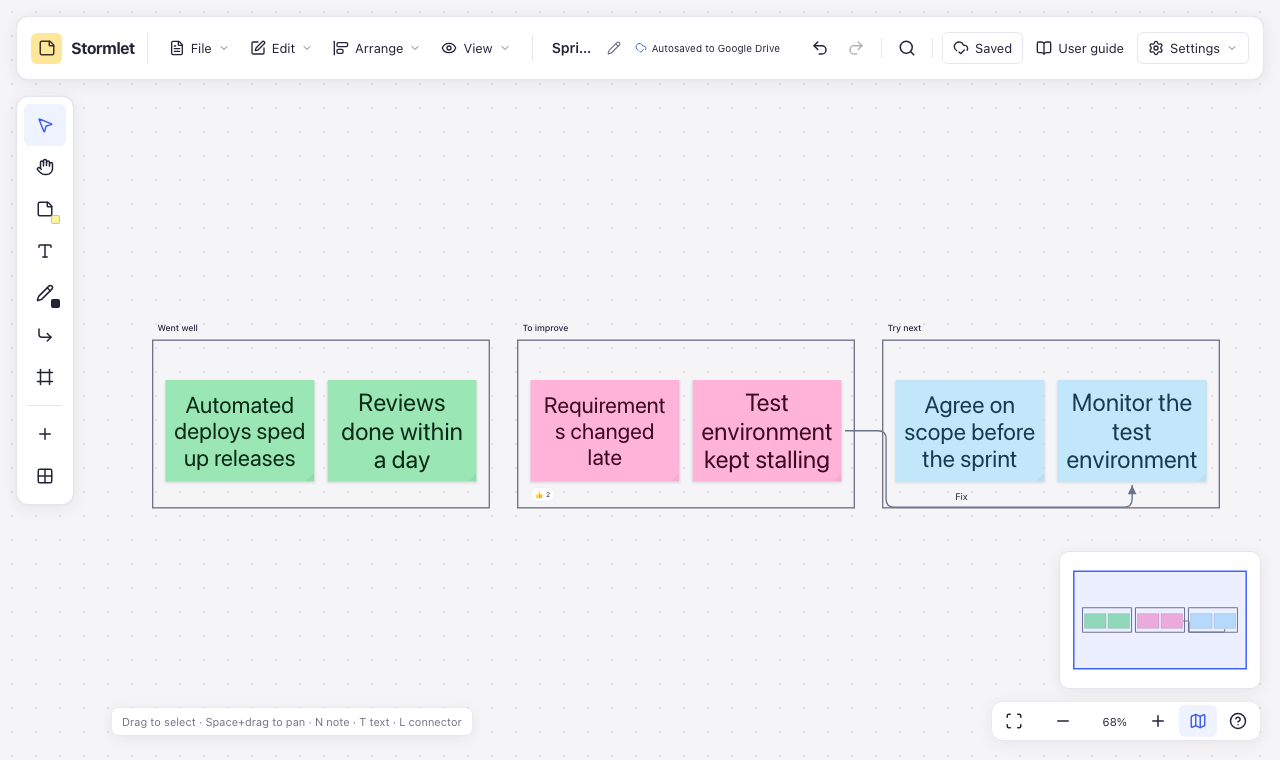 Stormlet
File
Edit
Arrange
View
Spri...
Autosaved to Google Drive
Saved
User guide
Settings
Went well
To improve
Try next
Automated
deploys sped
up releases
Reviews
done within
a day
Requirement
s changed
late
Test
environment
kept stalling
Agree on
scope before
the sprint
Monitor the
test
environment
👍 2
Fix
Drag to select · Space+drag to pan · N note · T text · L connector
68%